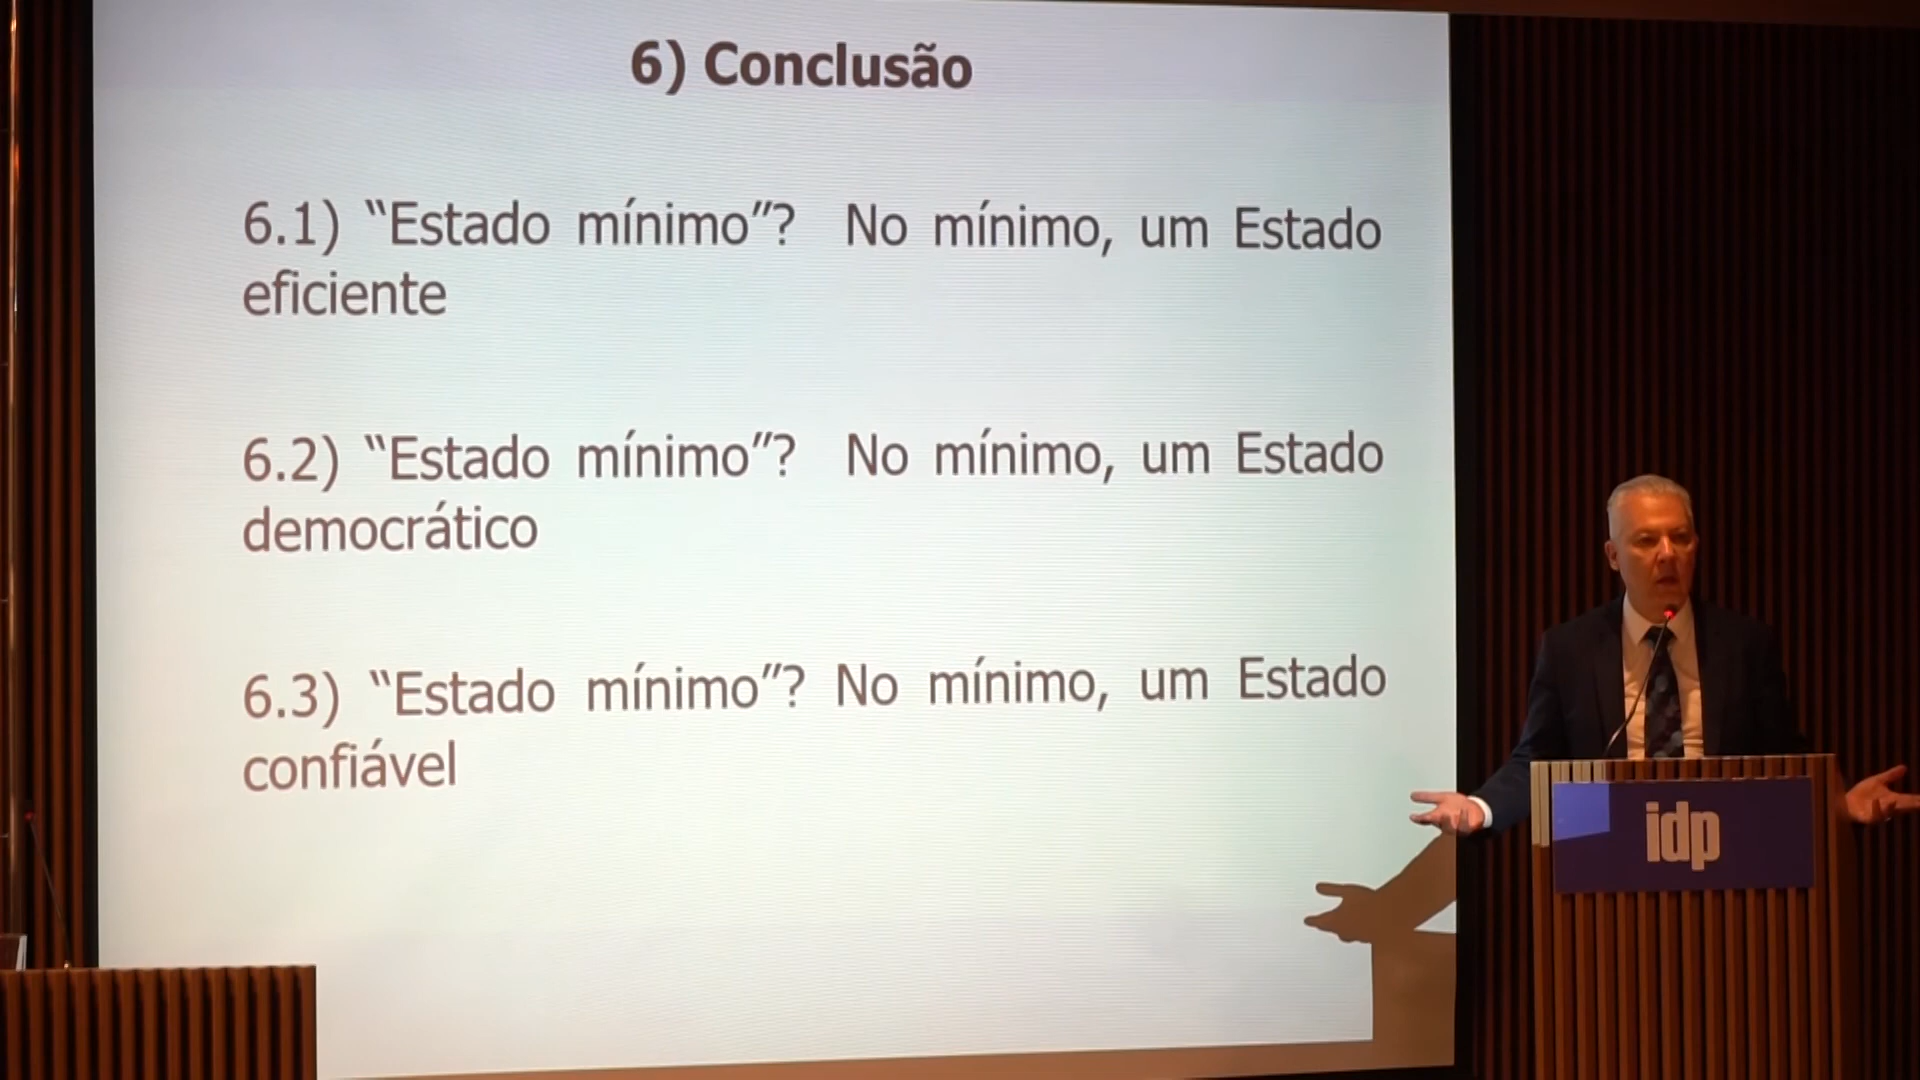 6) Conclusão
6.1) “Estado mínimo”? No mínimo, um Estado
eficiente
6.2) “Estado mínimo”? No mínimo, um Estado
democrático
6.3) “Estado mínimo”? No mínimo, um Estado
confiável
idp